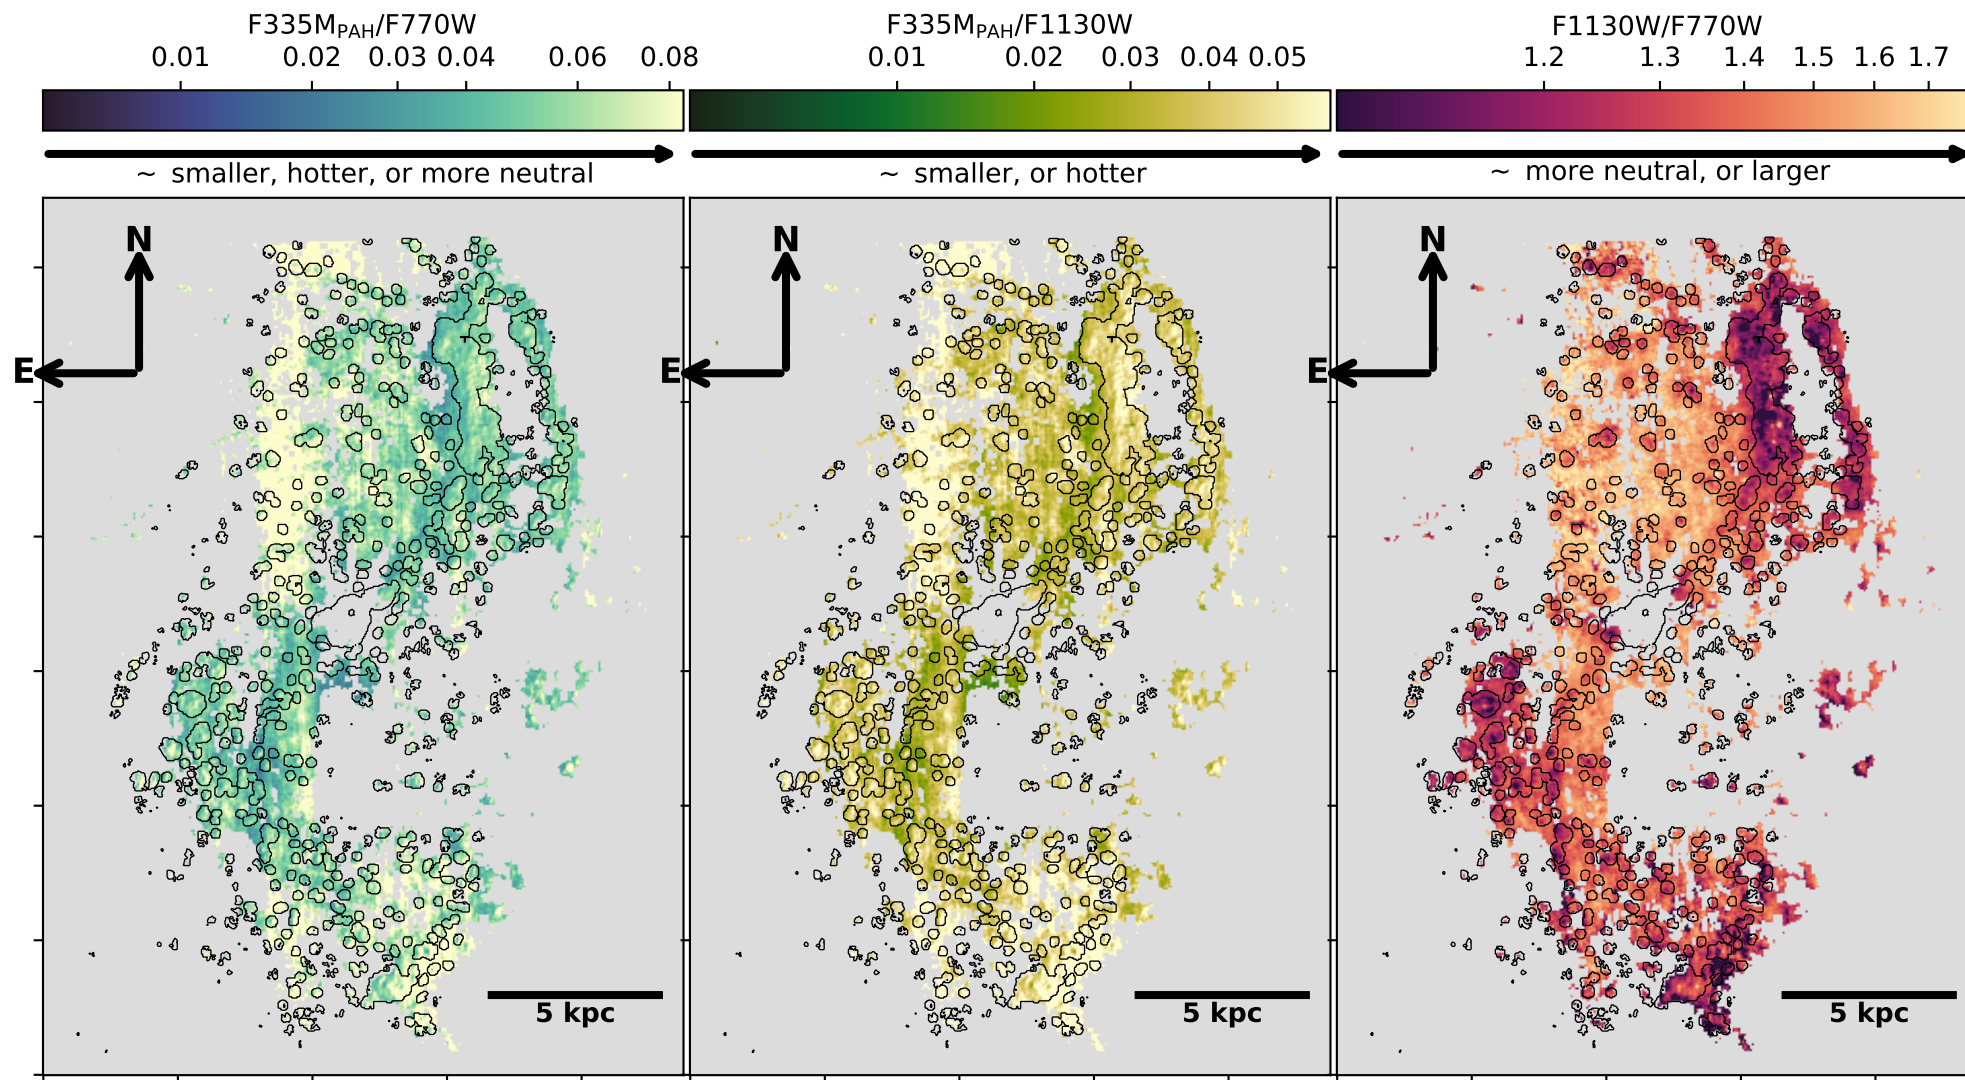 F335M_PAH/F770W
0.01 0.02 0.03 0.04 0.06 0.08
~ smaller, hotter, or more neutral
N
E
5 kpc
F335M_PAH/F1130W
0.01 0.02 0.03 0.04 0.05
~ smaller, or hotter
N
E
5 kpc
F1130W/F770W
1.2 1.3 1.4 1.5 1.6 1.7
~ more neutral, or larger
N
E
5 kpc